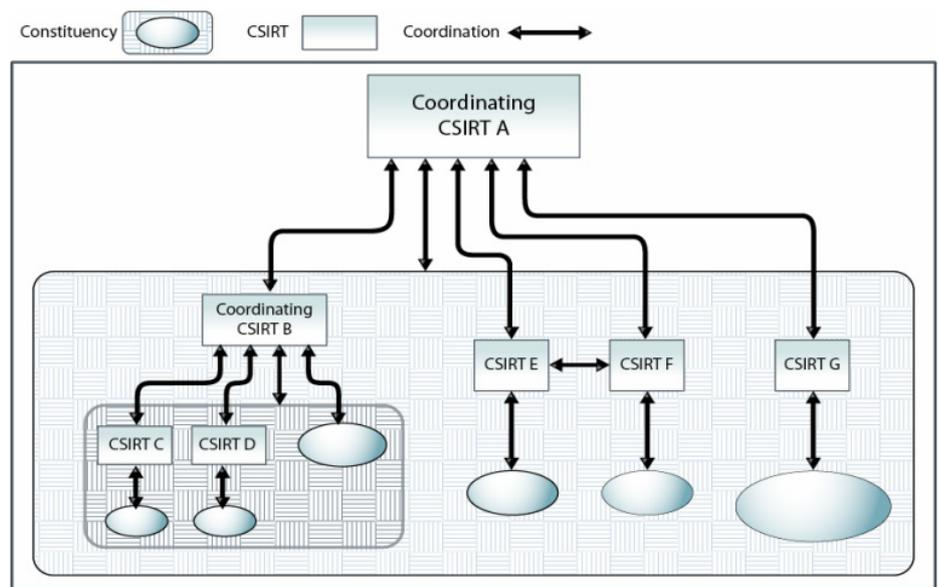 Constituency
CSIRT
Coordination
Coordinating
CSIRT A
Coordinating
CSIRT B
CSIRT E
CSIRT F
CSIRT G
CSIRT C
CSIRT D